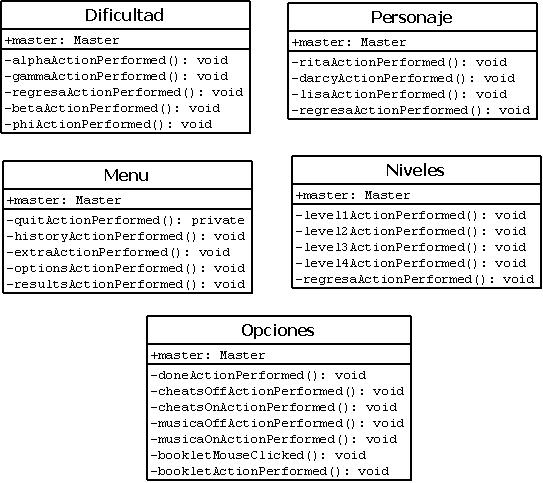 Dificultad
+master: Master
-alphaActionPerformed(): void
-gammaActionPerformed(): void
-regresaActionPerformed(): void
-betaActionPerformed(): void
-phiActionPerformed(): void
Personaje
+master: Master
-ritaActionPerformed(): void
-darcyActionPerformed(): void
-lisaActionPerformed(): void
-regresaActionPerformed(): void
Menu
+master: Master
-quitActionPerformed(): private
-historyActionPerformed(): void
-extraActionPerformed(): void
-optionsActionPerformed(): void
-resultsActionPerformed(): void
Niveles
+master: Master
-level1ActionPerformed(): void
-level2ActionPerformed(): void
-level3ActionPerformed(): void
-level4ActionPerformed(): void
-regresaActionPerformed(): void
Opciones
+master: Master
-doneActionPerformed(): void
-cheatsOffActionPerformed(): void
-cheatsOnActionPerformed(): void
-musicaOffActionPerformed(): void
-musicaOnActionPerformed(): void
-bookletMouseClicked(): void
-bookletActionPerformed(): void